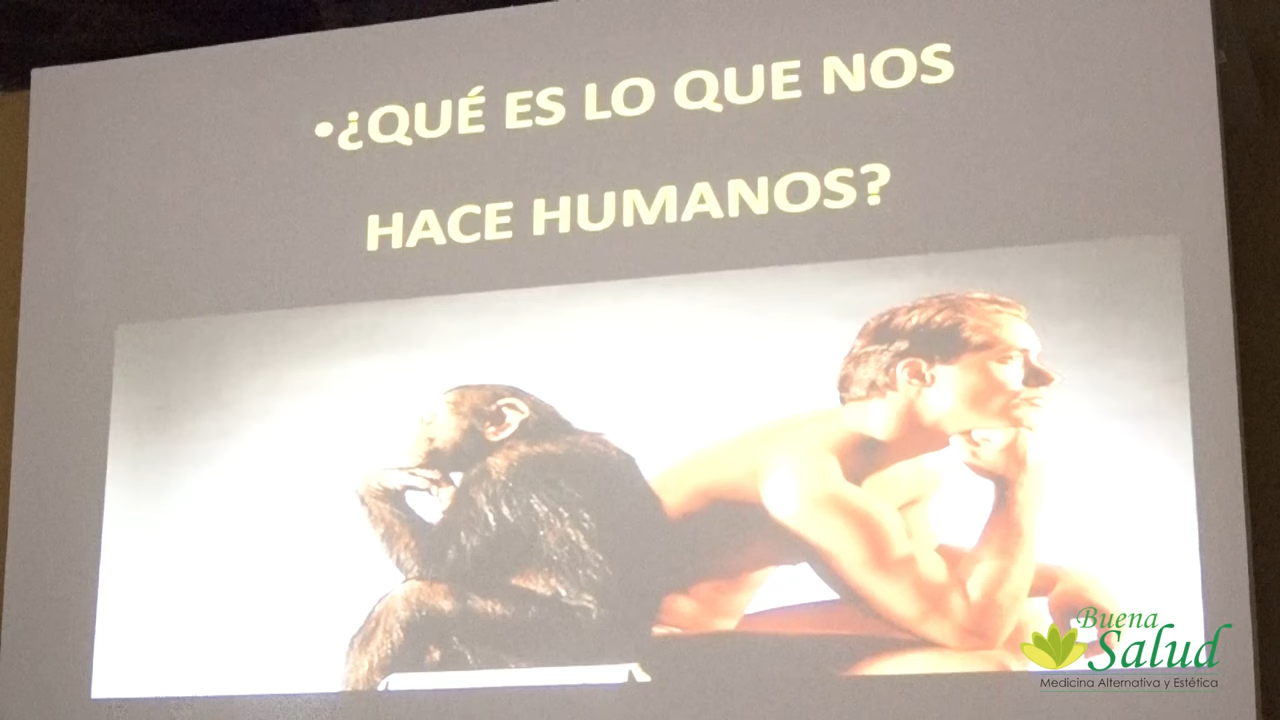 •¿QUÉ ES LO QUE NOS
HACE HUMANOS?
Buena
Salud
Medicina Alternativa y Estética